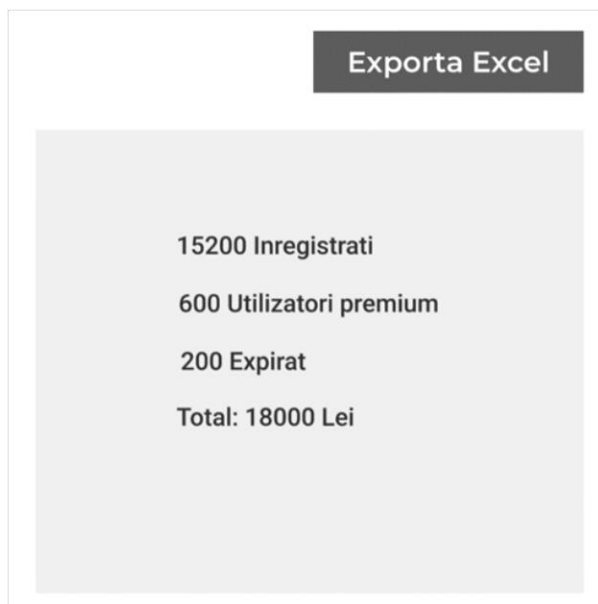 Exporta Excel
15200 Inregistrati
600 Utilizatori premium
200 Expirat
Total: 18000 Lei